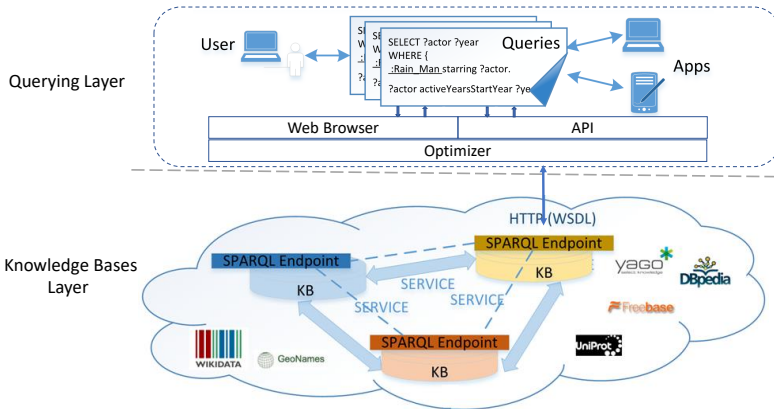 User
SELECT ?actor ?year
WHERE {
:Rain_Man starring ?actor.
?actor activeYearsStartYear ?ye
Queries
Apps
Querying Layer
Web Browser
API
Optimizer
HTTP (WSDL)
SPARQL Endpoint
KB
SPARQL Endpoint
KB
SERVICE
SERVICE
SERVICE
SPARQL Endpoint
KB
Knowledge Bases
Layer
yago
select knowledge
DBpedia
Freebase
WIKIDATA
GeoNames
UniProt